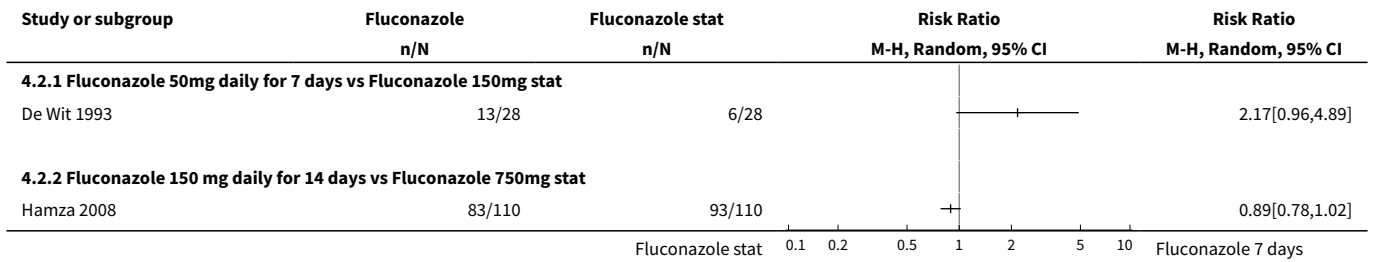 Study or subgroup Fluconazole Fluconazole stat Risk Ratio Risk Ratio
n/N n/N M-H, Random, 95% CI M-H, Random, 95% CI
4.2.1 Fluconazole 50mg daily for 7 days vs Fluconazole 150mg stat
De Wit 1993 13/28 6/28 2.17[0.96,4.89]
4.2.2 Fluconazole 150 mg daily for 14 days vs Fluconazole 750mg stat
Hamza 2008 83/110 93/110 0.89[0.78,1.02]
Fluconazole stat 0.1 0.2 0.5 1 2 5 10 Fluconazole 7 days